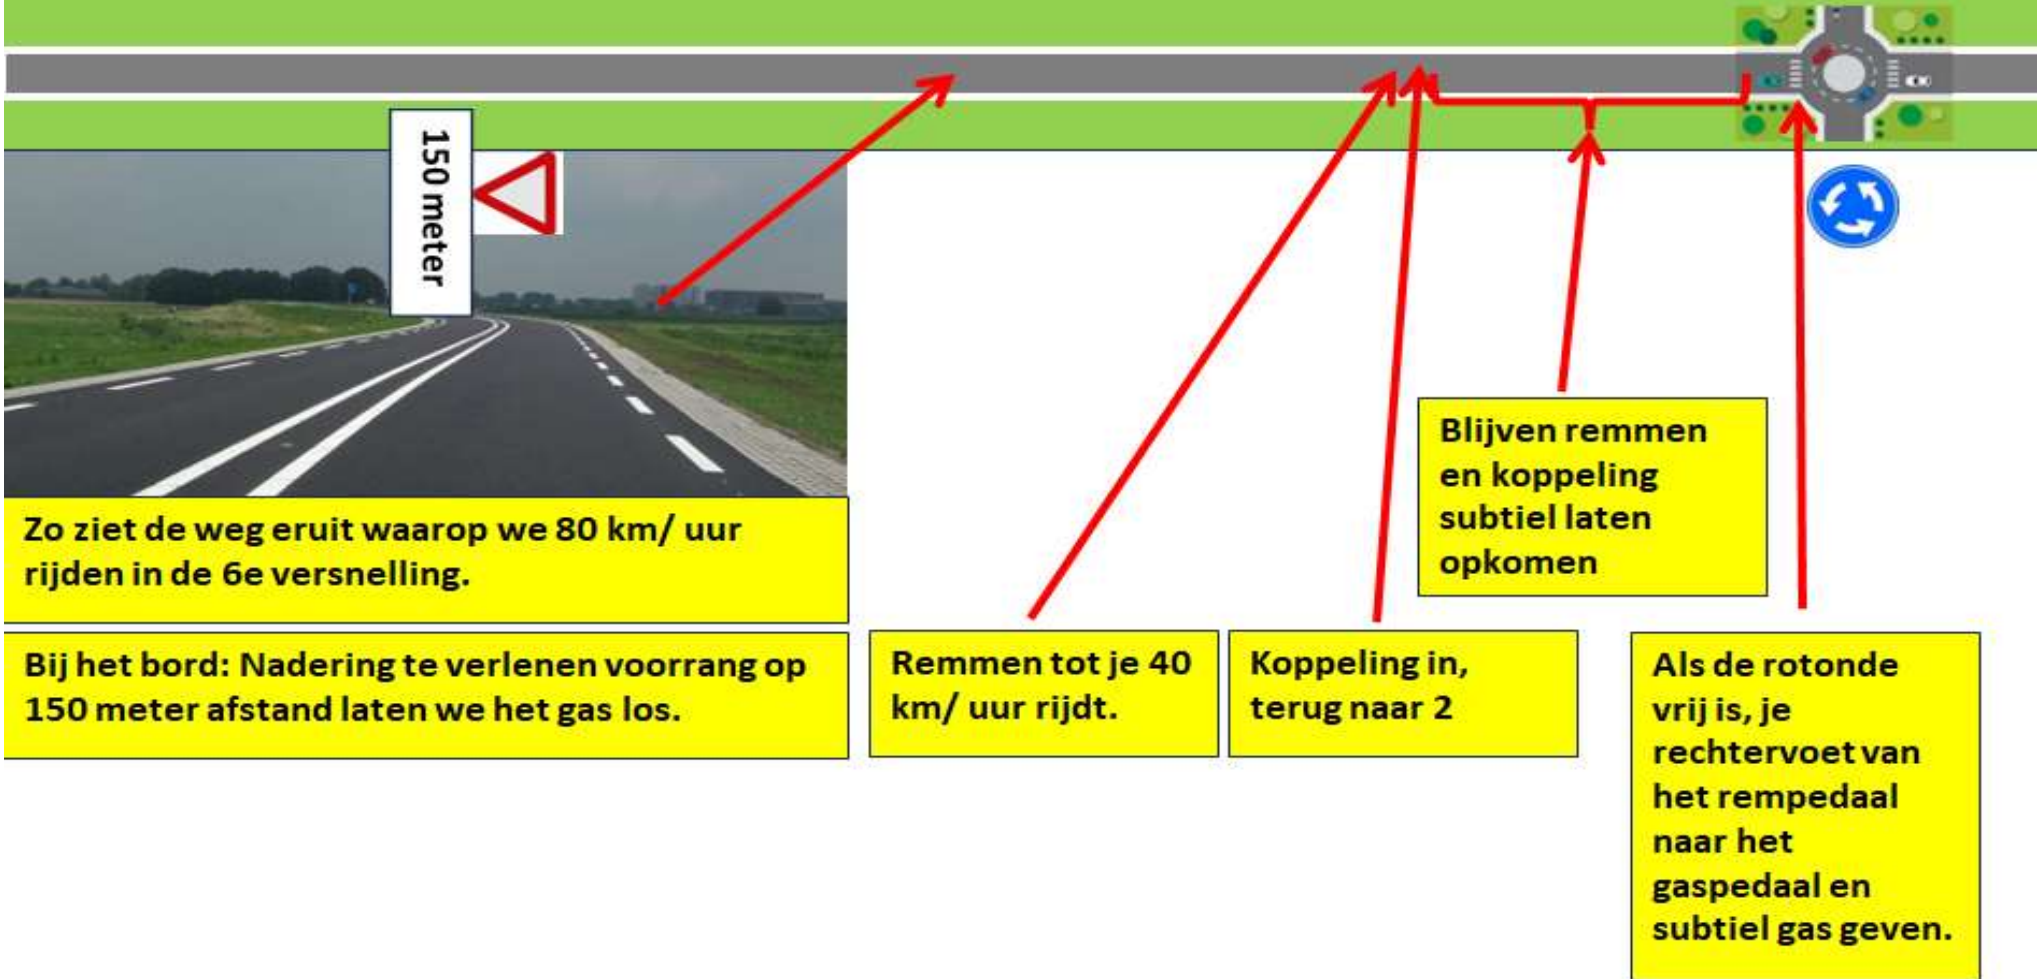 150 meter
Zo ziet de weg eruit waarop we 80 km/ uur
rijden in de 6e versnelling.
Bij het bord: Nadering te verlenen voorrang op
150 meter afstand laten we het gas los.
Remmen tot je 40
km/ uur rijdt.
Koppeling in,
terug naar 2
Blijven remmen
en koppeling
subtiel laten
opkomen
Als de rotonde
vrij is, je
rechtervoet van
het rempedaal
naar het
gaspedaal en
subtiel gas geven.